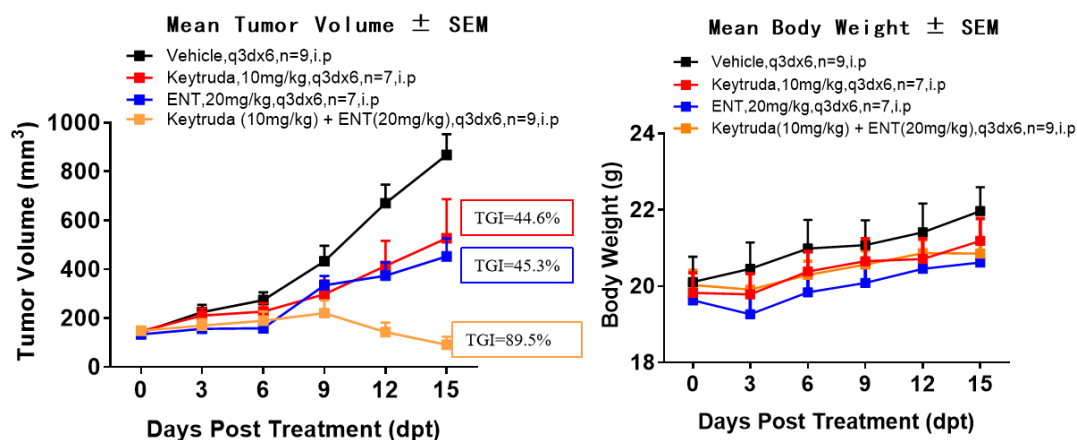 Mean Tumor Volume ± SEM
Vehicle,q3dx6,n=9,i.p
Keytruda,10mg/kg,q3dx6,n=7,i.p
ENT,20mg/kg,q3dx6,n=7,i.p
Keytruda (10mg/kg) + ENT(20mg/kg),q3dx6,n=9,i.p
Tumor Volume (mm³)
1000
800
600
400
200
0
TGI=44.6%
TGI=45.3%
TGI=89.5%
0 3 6 9 12 15
Days Post Treatment (dpt)
Mean Body Weight ± SEM
Vehicle,q3dx6,n=9,i.p
Keytruda,10mg/kg,q3dx6,n=7,i.p
ENT,20mg/kg,q3dx6,n=7,i.p
Keytruda(10mg/kg) + ENT(20mg/kg),q3dx6,n=9,i.p
Body Weight (g)
24
22
20
18
0 3 6 9 12 15
Days Post Treatment (dpt)